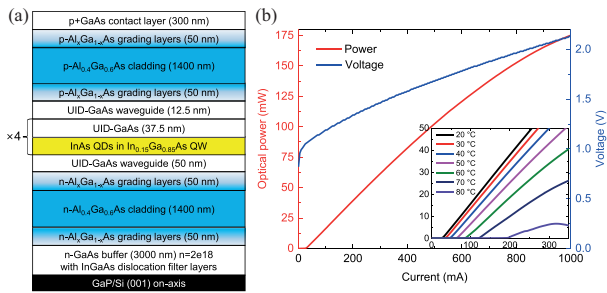 (a)
p+GaAs contact layer (300 nm)
p-AlxGa1-xAs grading layers (50 nm)
p-Al0.4Ga0.6As cladding (1400 nm)
p-AlxGa1-xAs grading layers (50 nm)
UID-GaAs waveguide (12.5 nm)
UID-GaAs (37.5 nm)
×4
InAs QDs in In0.15Ga0.85As QW
UID-GaAs waveguide (50 nm)
n-AlxGa1-xAs grading layers (50 nm)
n-Al0.4Ga0.6As cladding (1400 nm)
n-AlxGa1-xAs grading layers (50 nm)
n-GaAs buffer (3000 nm) n=2e18
with InGaAs dislocation filter layers
GaP/Si (001) on-axis
(b)
Optical power (mW)
175
150
125
100
75
50
25
0
Power
Voltage
50
40
30
20
10
0
20 °C
30 °C
40 °C
50 °C
60 °C
70 °C
80 °C
0
100
200
300
2.0
1.5
1.0
0.5
0.0
Voltage (V)
0
200
400
600
800
1000
Current (mA)